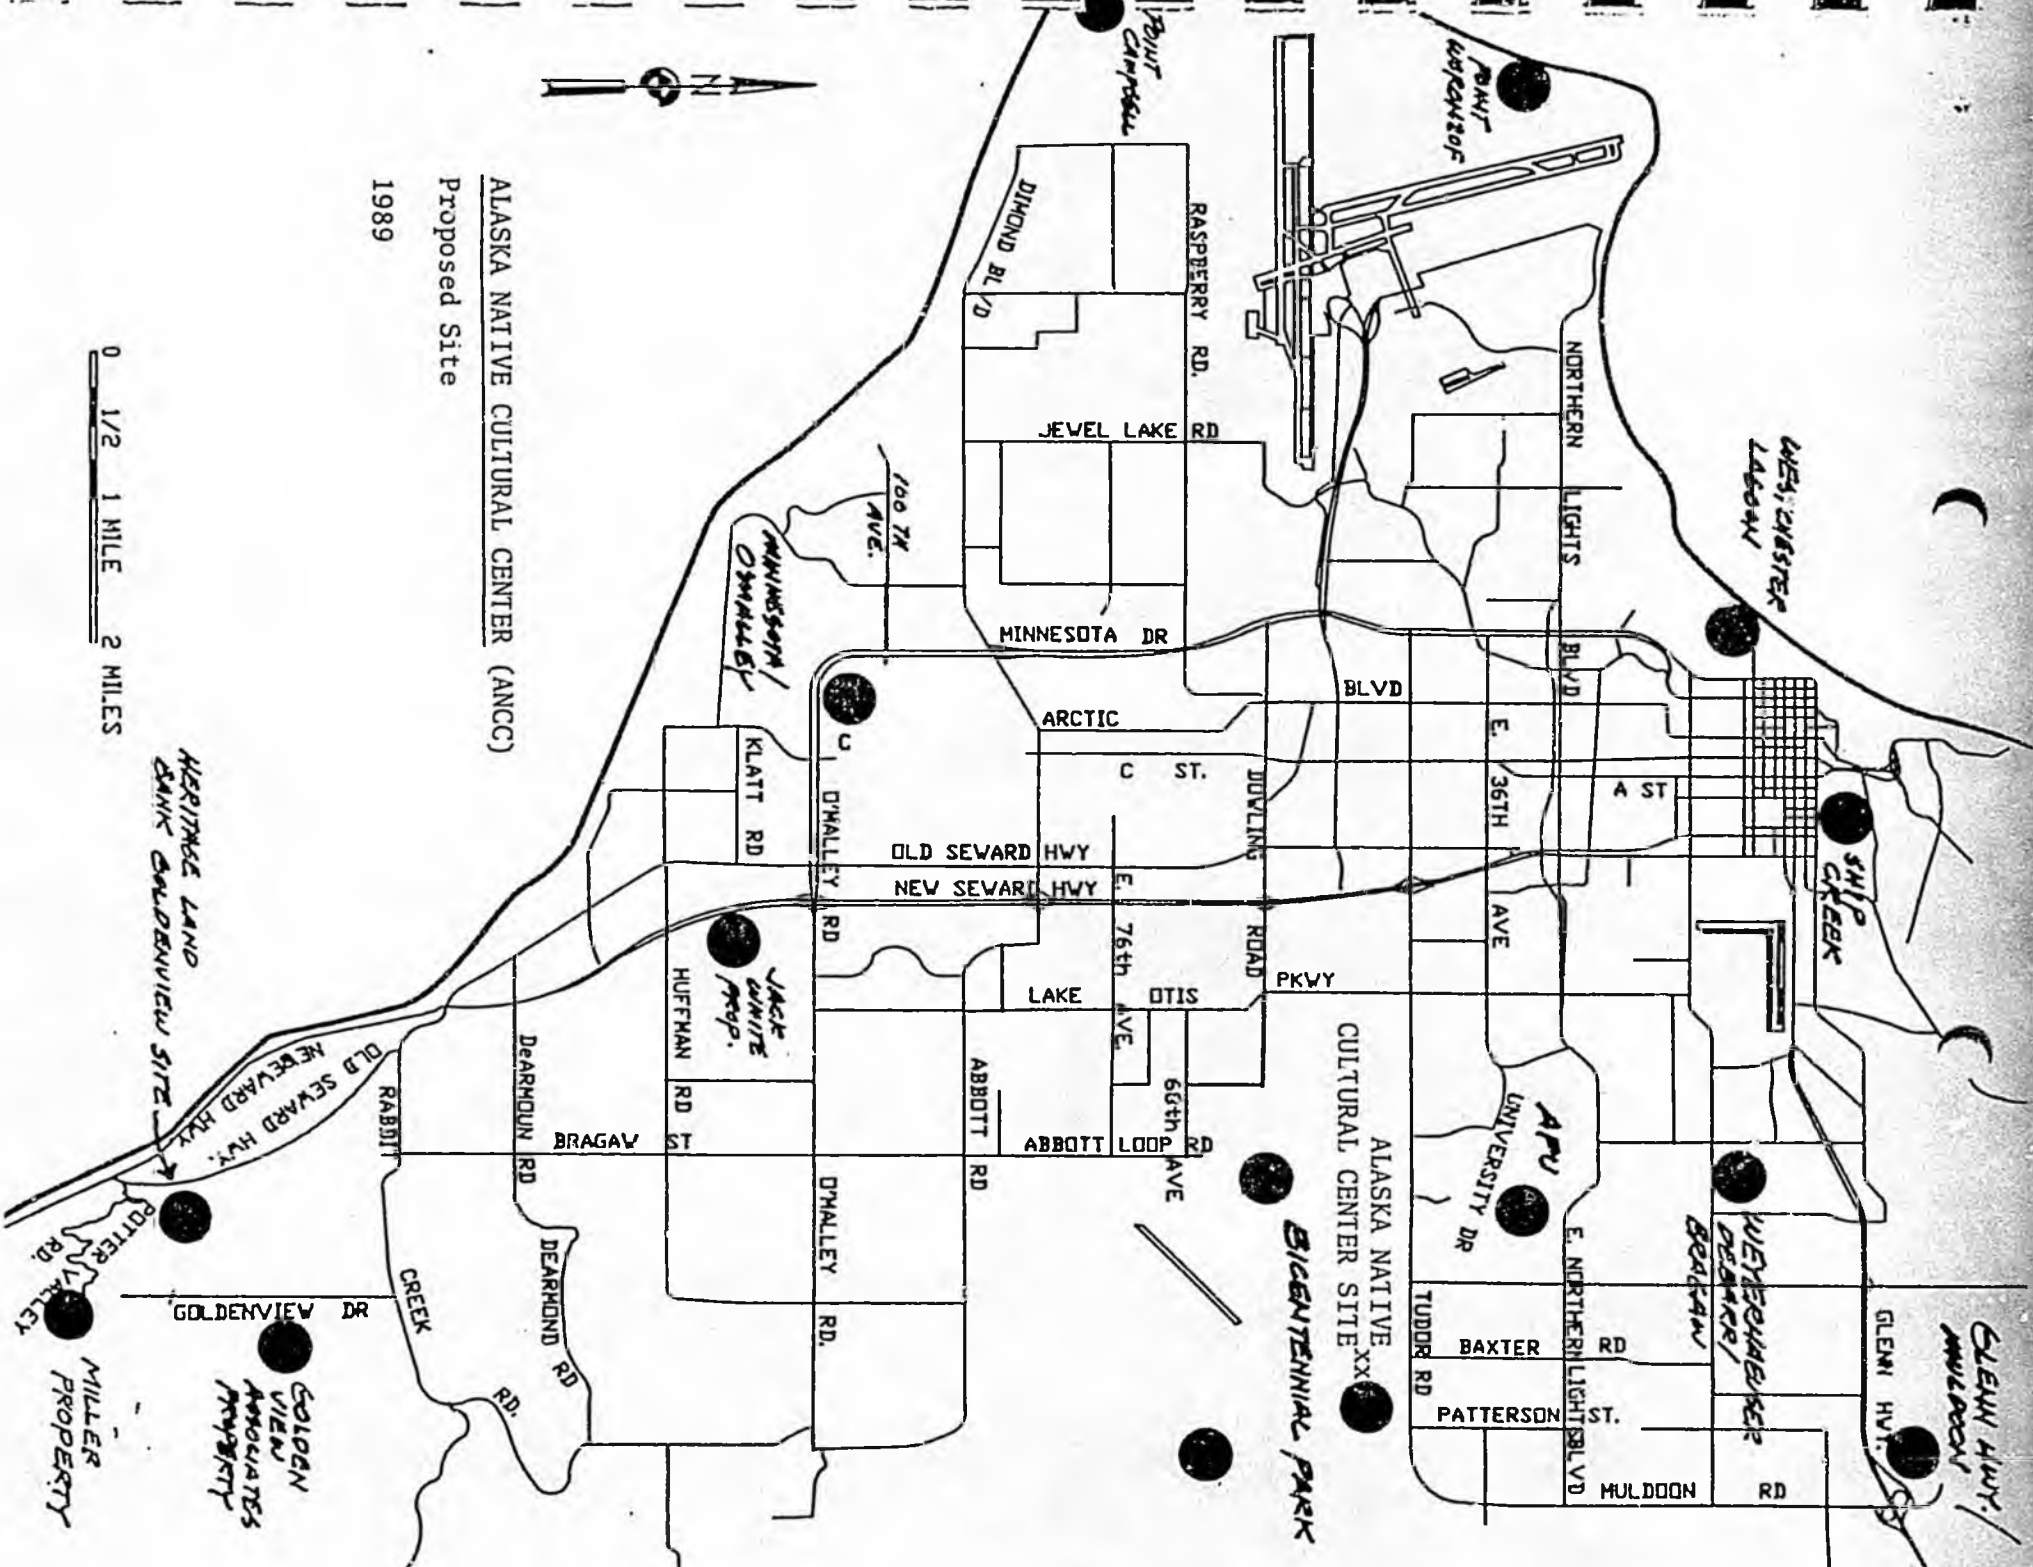 POINT
CAMPBELL
POINT
WORONZOF
N
ALASKA NATIVE CULTURAL CENTER (ANCC)
Proposed Site
1989
0 1/2 1 MILE 2 MILES
DIMOND BLVD
RASPBERRY RD.
JEWEL LAKE RD
NORTHERN LIGHTS BLVD
WESTCHESTER
LAGOON
100 TH
AVE.
MINNESOTA /
O'MALLEY
MINNESOTA DR
ARCTIC BLVD
C
C ST.
A ST
KLATT RD
O'MALLEY RD
DOWLING ROAD
E. 36TH AVE
OLD SEWARD HWY
NEW SEWARD HWY
E. 76th AVE.
SHIP
CREEK
JACK
WHITE
PROP.
HUFFMAN RD
LAKE OTIS PKWY
HERITAGE LAND
BANK GOLDENVIEW SITE
DeARMOUN RD
ABBOTT RD
68th AVE
NEW SEWARD HWY
OLD SEWARD HWY.
RABBIT CREEK RD.
BRAGAW ST
ABBOTT LOOP RD
ALASKA NATIVE
CULTURAL CENTER SITE
XX
APU
UNIVERSITY DR
WEYERHAEUSER
DEBARR /
BRAGAW
BICENTENNIAL PARK
O'MALLEY RD.
DEARMOND RD
POTTER VALLEY
RD.
GOLDENVIEW DR
MILLER
PROPERTY
GOLDEN
VIEW
ASSOCIATES
PROPERTY
TUDOR RD
E. NORTHERN LIGHTS BLVD
BAXTER RD
PATTERSON ST.
MULDOON RD
GLENN HWY.
GLENN HWY /
MULDOON